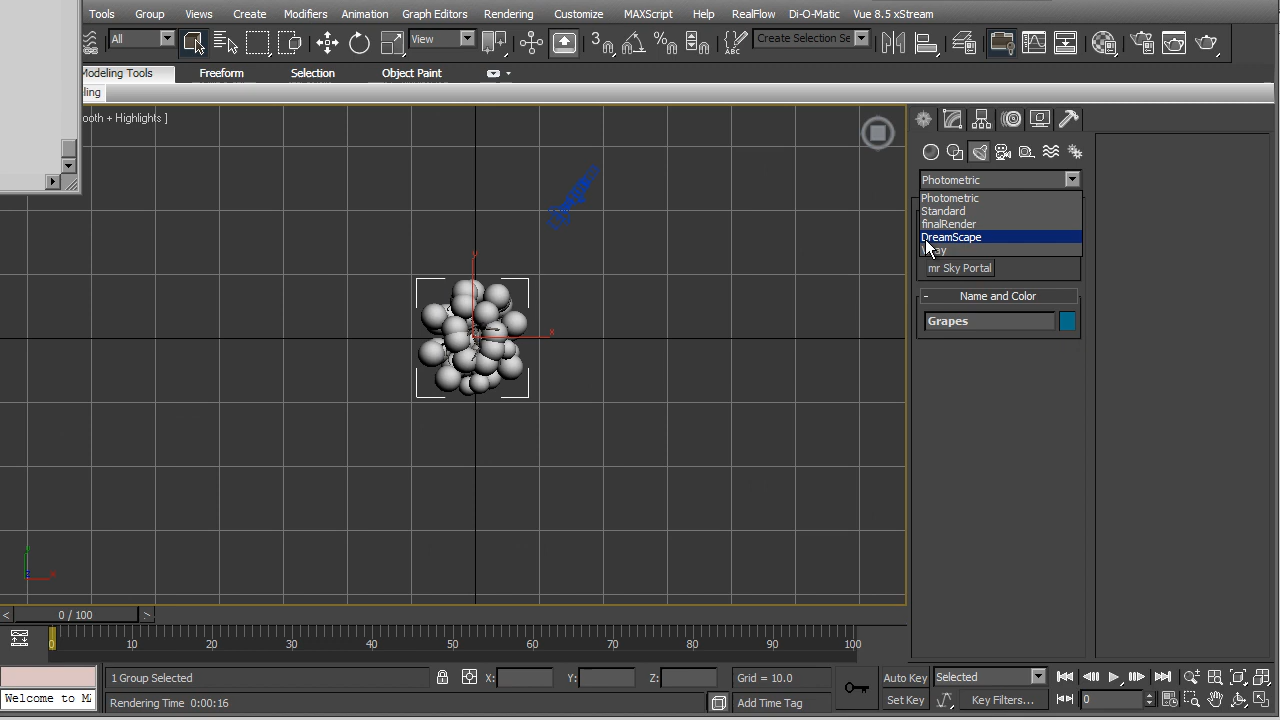 Tools Group Views Create Modifiers Animation Graph Editors Rendering Customize MAXScript Help RealFlow Di-O-Matic Vue 8.5 xStream
All View 3 Create Selection Se
Modeling Tools Freeform Selection Object Paint
ling
ooth + Highlights ]
Photometric
Photometric
Standard
finalRender
DreamScape
mr Sky Portal
- Name and Color
Grapes
y
x
< 0 / 100 >
0 10 20 30 40 50 60 70 80 90 100
1 Group Selected X: Y: Z: Grid = 10.0 Auto Key Selected
Welcome to MA Rendering Time 0:00:16 Add Time Tag Set Key Key Filters... 0